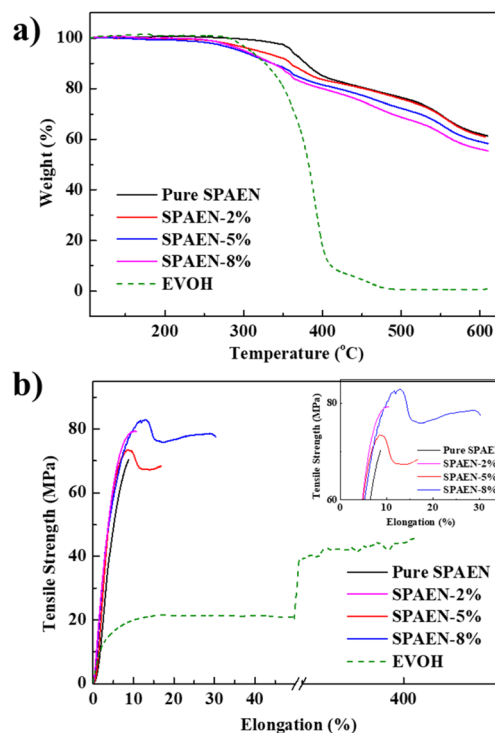 a)
100
80
60
40
20
0
Weight (%)
Pure SPAEN
SPAEN-2%
SPAEN-5%
SPAEN-8%
EVOH
200 300 400 500 600
Temperature (°C)
b)
80
60
40
20
0
Tensile Strength (MPa)
80
60
Tensile Strength (MPa)
Pure SPAEN
SPAEN-2%
SPAEN-5%
SPAEN-8%
0 10 20 30
Elongation (%)
Pure SPAEN
SPAEN-2%
SPAEN-5%
SPAEN-8%
EVOH
0 10 20 30 40 400
Elongation (%)